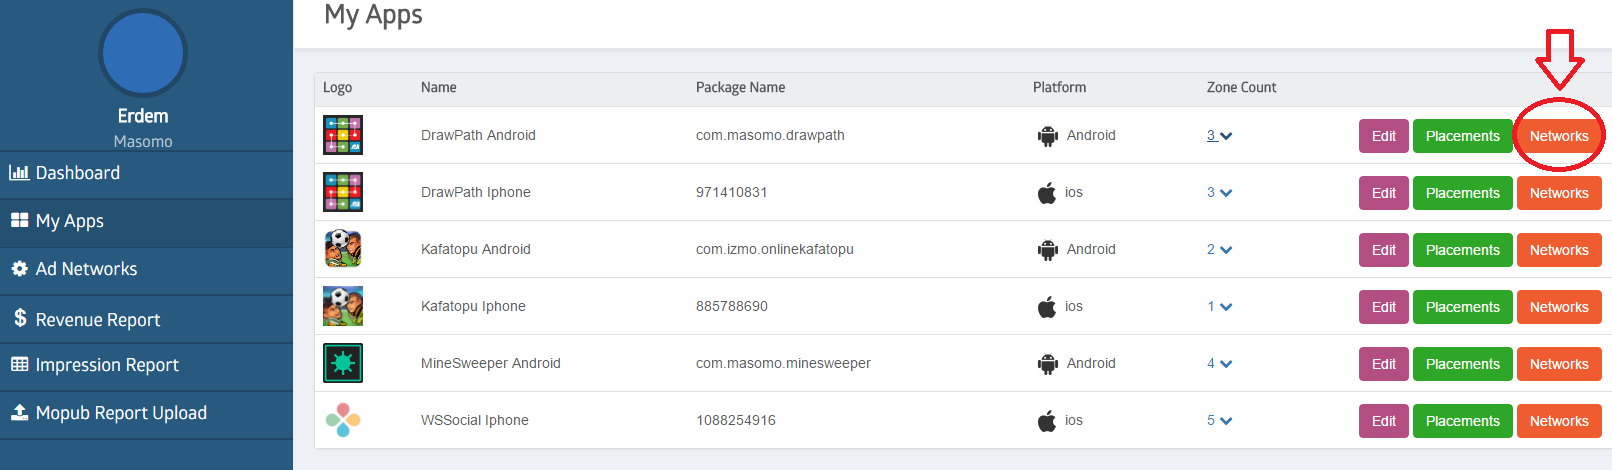 My Apps
Erdem
Masomo
Dashboard
My Apps
Ad Networks
Revenue Report
Impression Report
Mopub Report Upload
Logo Name Package Name Platform Zone Count
DrawPath Android com.masomo.drawpath Android 3 Edit Placements Networks
DrawPath Iphone 971410831 ios 3 Edit Placements Networks
Kafatopu Android com.izmo.onlinekafatopu Android 2 Edit Placements Networks
Kafatopu Iphone 885788690 ios 1 Edit Placements Networks
MineSweeper Android com.masomo.minesweeper Android 4 Edit Placements Networks
WSSocial Iphone 1088254916 ios 5 Edit Placements Networks